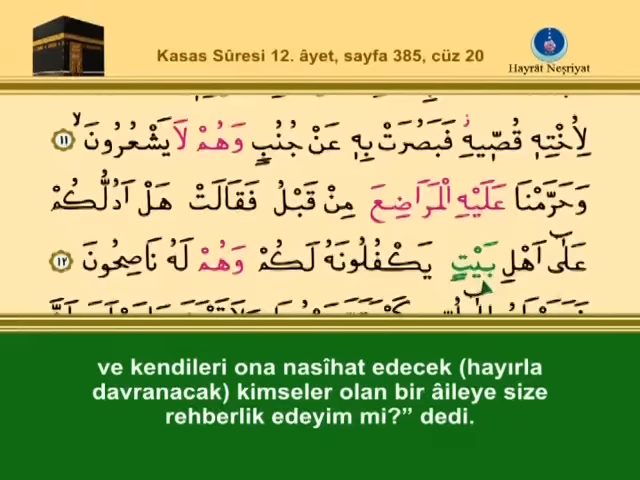 Kasas Sûresi 12. âyet, sayfa 385, cüz 20
Hayrât Neşriyat
لِاُخْتِهٖ قُصّٖيهِ فَبَصُرَتْ بِهٖ عَنْ جُنُبٍ وَهُمْ لَا يَشْعُرُونَ ۙ ١١
وَحَرَّمْنَا عَلَيْهِ الْمَرَاضِعَ مِنْ قَبْلُ فَقَالَتْ هَلْ اَدُلُّكُمْ
عَلٰٓى اَهْلِ بَيْتٍ يَكْفُلُونَهُ لَكُمْ وَهُمْ لَهُ نَاصِحُونَ ١٢
ve kendileri ona nasîhat edecek (hayırla
davranacak) kimseler olan bir âileye size
rehberlik edeyim mi?” dedi.